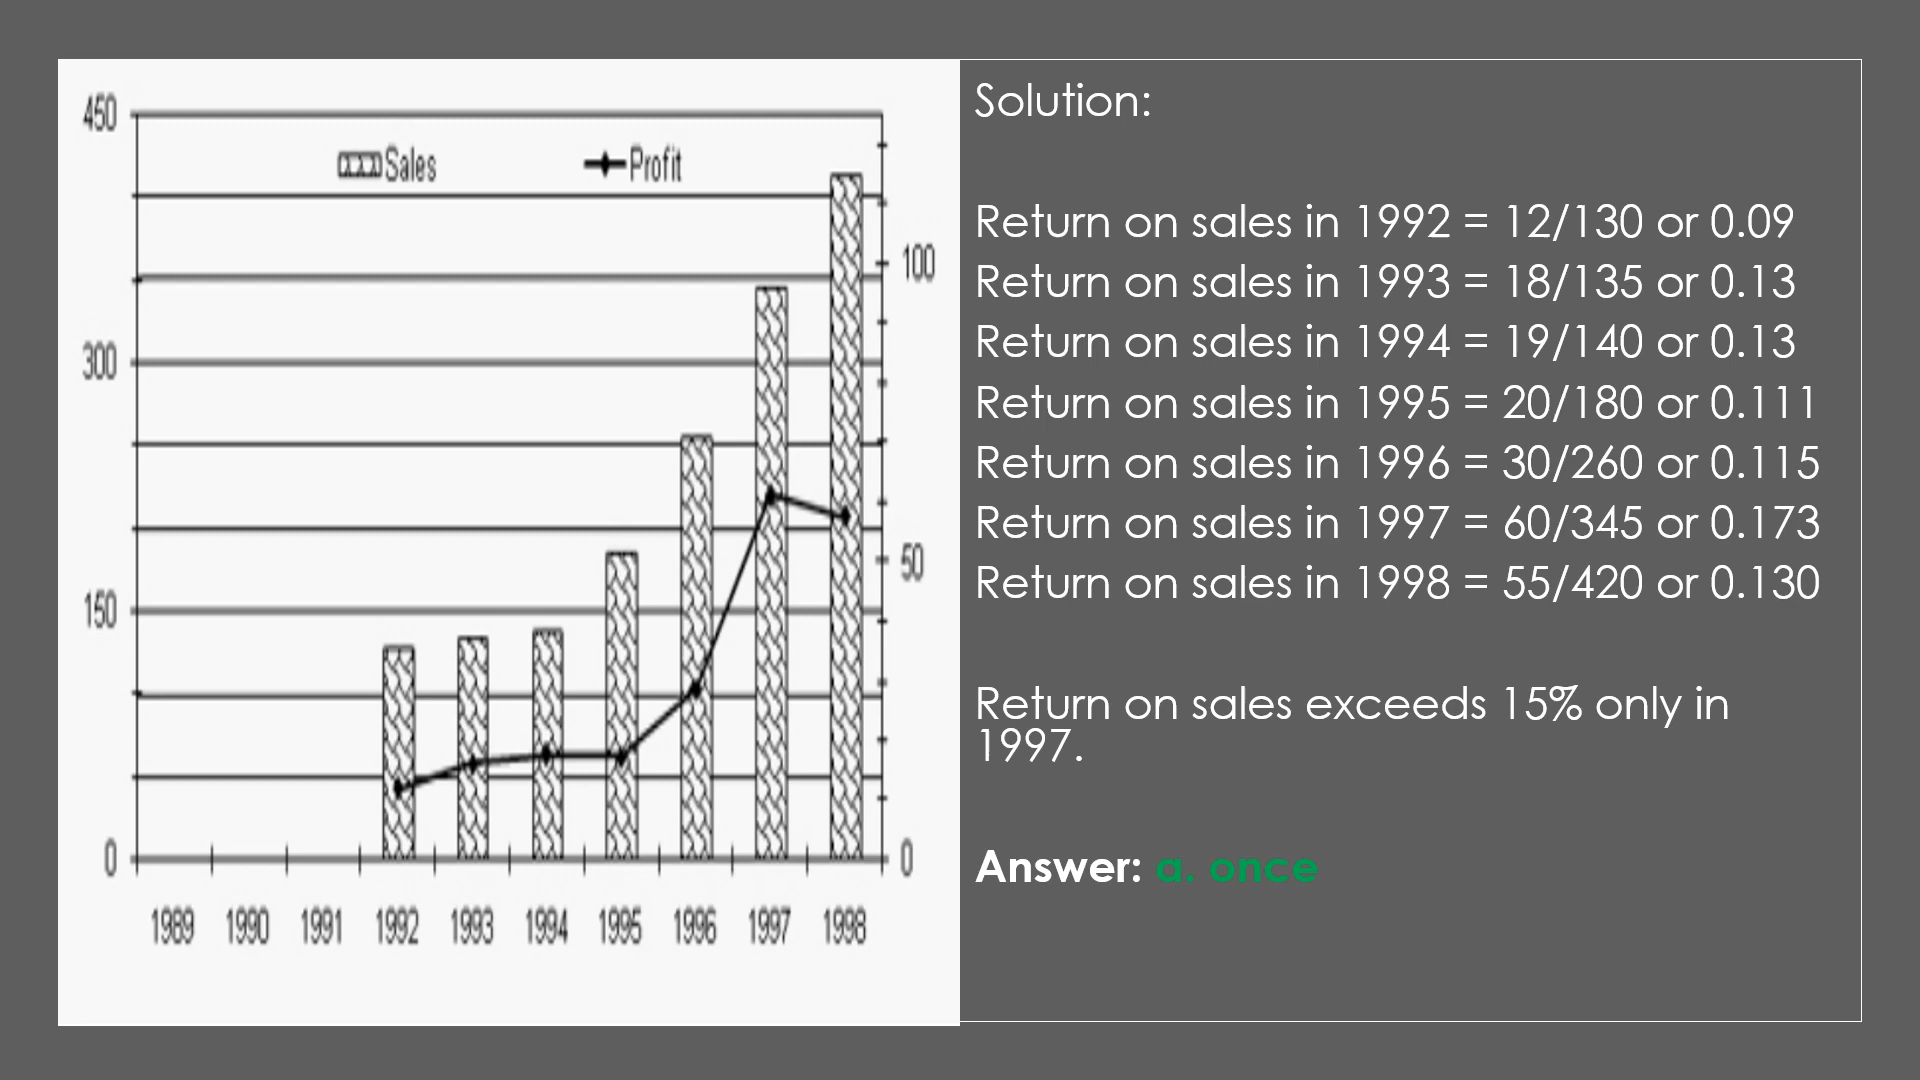 450
Sales
Profit
100
300
50
150
0
0
1989 1990 1991 1992 1993 1994 1995 1996 1997 1998
Solution:
Return on sales in 1992 = 12/130 or 0.09
Return on sales in 1993 = 18/135 or 0.13
Return on sales in 1994 = 19/140 or 0.13
Return on sales in 1995 = 20/180 or 0.111
Return on sales in 1996 = 30/260 or 0.115
Return on sales in 1997 = 60/345 or 0.173
Return on sales in 1998 = 55/420 or 0.130
Return on sales exceeds 15% only in
1997.
Answer: a. once